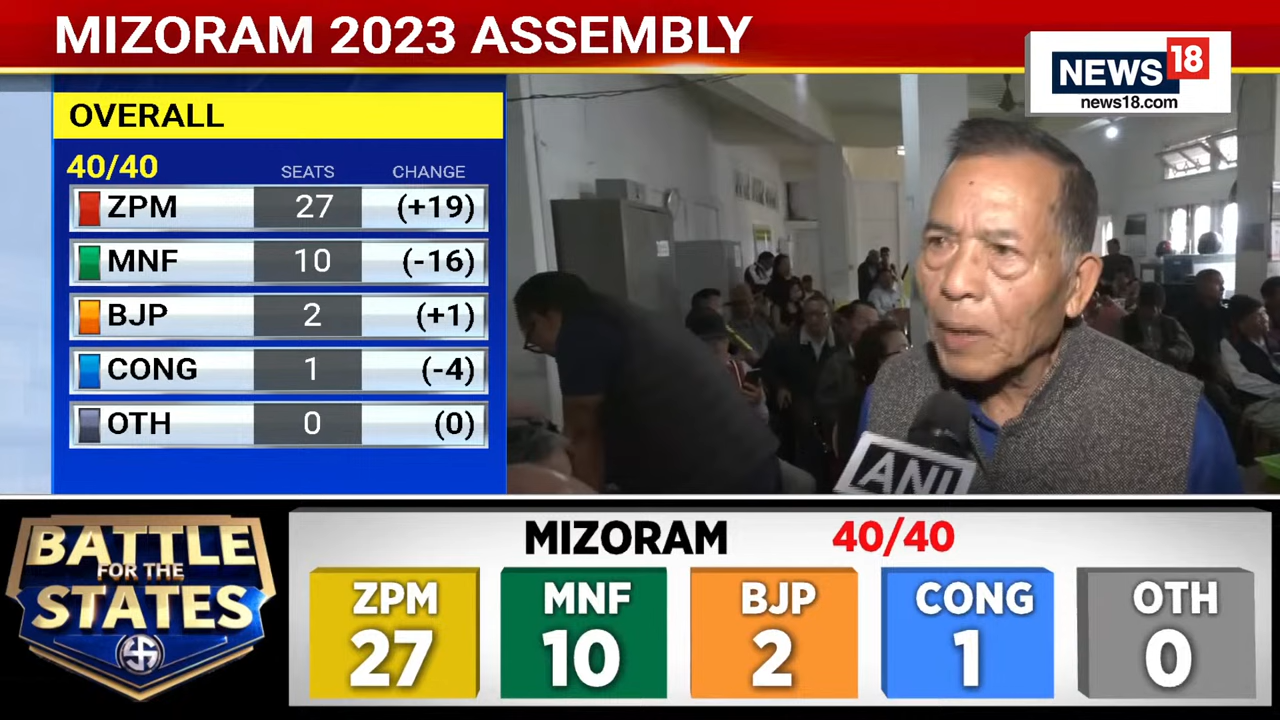 MIZORAM 2023 ASSEMBLY
NEWS18
news18.com
OVERALL
40/40 SEATS CHANGE
ZPM 27 (+19)
MNF 10 (-16)
BJP 2 (+1)
CONG 1 (-4)
OTH 0 (0)
ANI
BATTLE
FOR THE
STATES
MIZORAM 40/40
ZPM MNF BJP CONG OTH
27 10 2 1 0